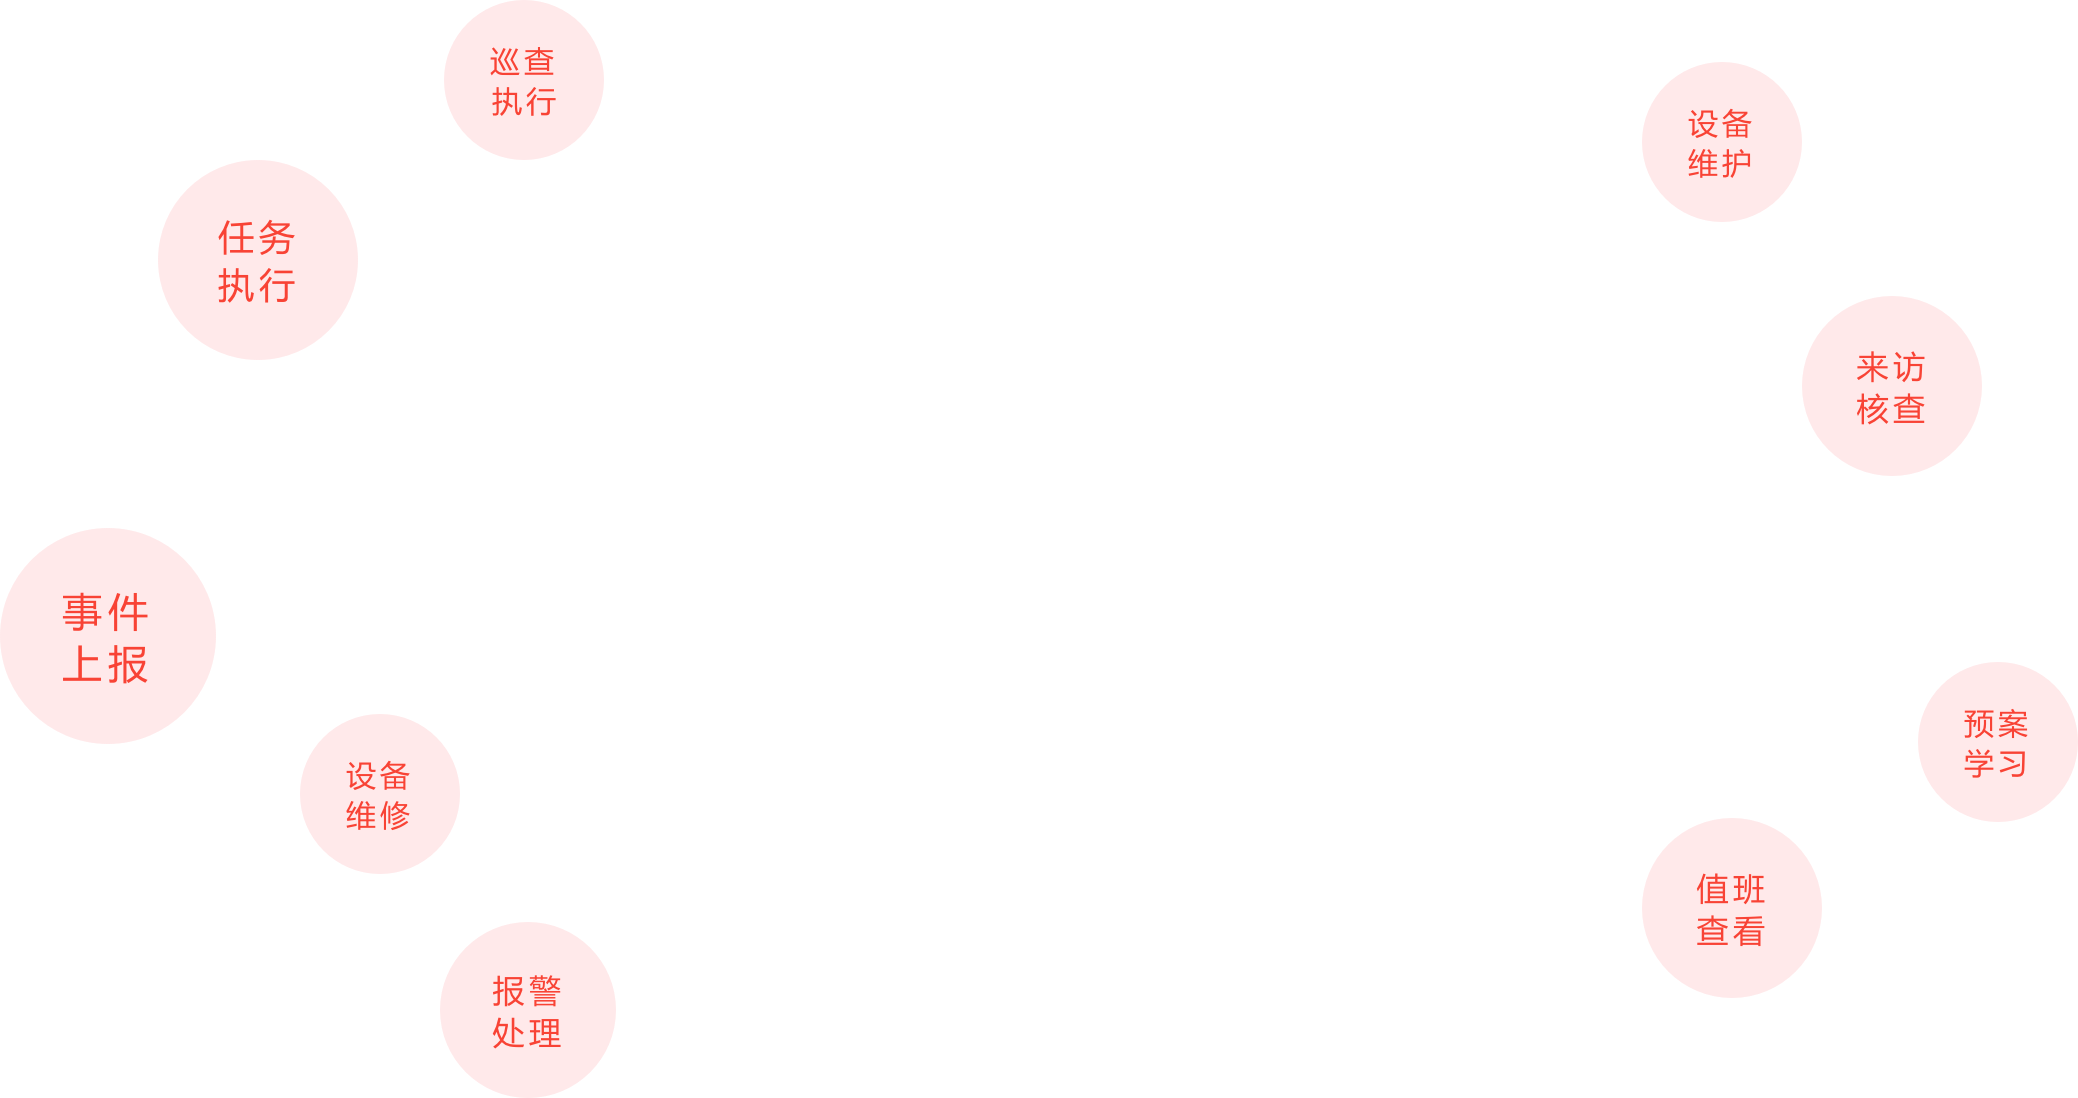 巡查
执行
设备
维护
任务
执行
来访
核查
事件
上报
预案
学习
设备
维修
值班
查看
报警
处理